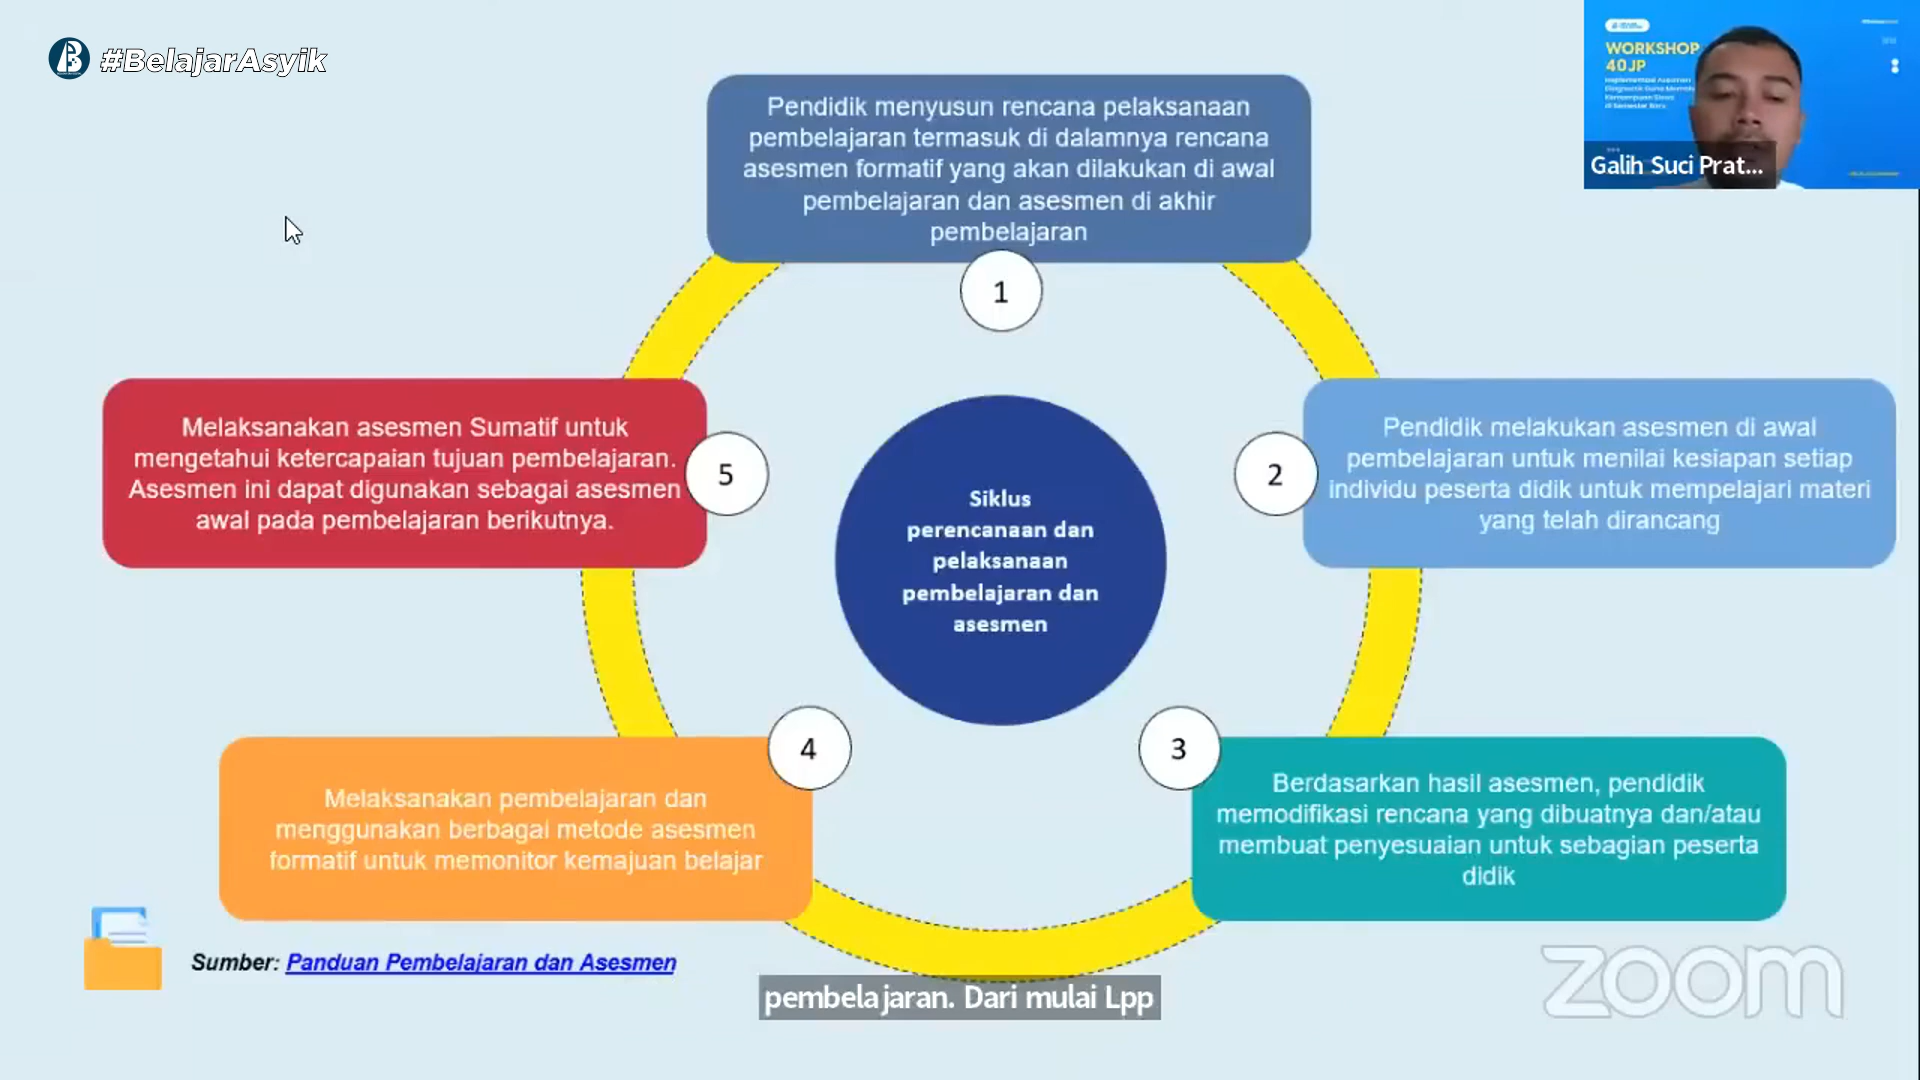 #BelajarAsyik
WORKSHOP
40JP
Galih Suci Prat...
Pendidik menyusun rencana pelaksanaan
pembelajaran termasuk di dalamnya rencana
asesmen formatif yang akan dilakukan di awal
pembelajaran dan asesmen di akhir
pembelajaran
1
Melaksanakan asesmen Sumatif untuk
mengetahui ketercapaian tujuan pembelajaran.
Asesmen ini dapat digunakan sebagai asesmen
awal pada pembelajaran berikutnya.
5
Siklus
perencanaan dan
pelaksanaan
pembelajaran dan
asesmen
2
Pendidik melakukan asesmen di awal
pembelajaran untuk menilai kesiapan setiap
individu peserta didik untuk mempelajari materi
yang telah dirancang
4
Melaksanakan pembelajaran dan
menggunakan berbagai metode asesmen
formatif untuk memonitor kemajuan belajar
3
Berdasarkan hasil asesmen, pendidik
memodifikasi rencana yang dibuatnya dan/atau
membuat penyesuaian untuk sebagian peserta
didik
Sumber: Panduan Pembelajaran dan Asesmen
pembelajaran. Dari mulai Lpp
zoom